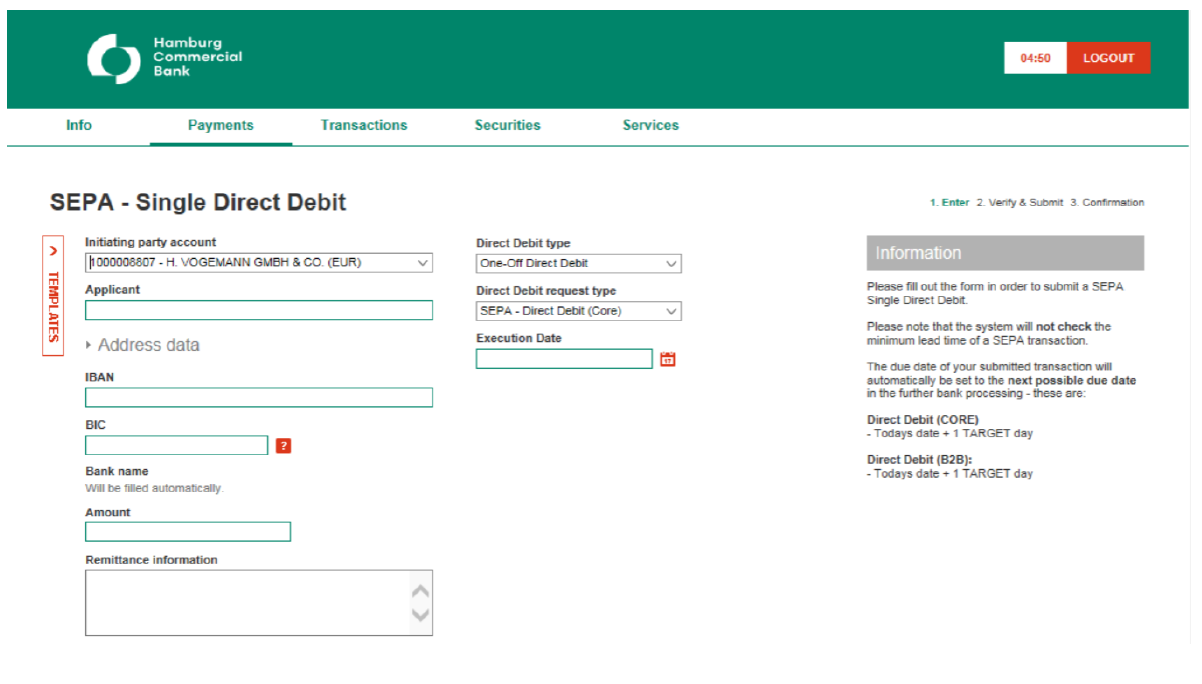 Hamburg
Commercial
Bank
04:50 LOGOUT
Info Payments Transactions Securities Services
SEPA - Single Direct Debit
1. Enter 2. Verify & Submit 3. Confirmation
TEMPLATES
Initiating party account
1000008807 - H. VOGEMANN GMBH & CO. (EUR)
Applicant
Address data
IBAN
BIC
?
Bank name
Will be filled automatically.
Amount
Remittance information
Direct Debit type
One-Off Direct Debit
Direct Debit request type
SEPA - Direct Debit (Core)
Execution Date
17
Information
Please fill out the form in order to submit a SEPA
Single Direct Debit.
Please note that the system will not check the
minimum lead time of a SEPA transaction.
The due date of your submitted transaction will
automatically be set to the next possible due date
in the further bank processing - these are:
Direct Debit (CORE)
- Todays date + 1 TARGET day
Direct Debit (B2B):
- Todays date + 1 TARGET day